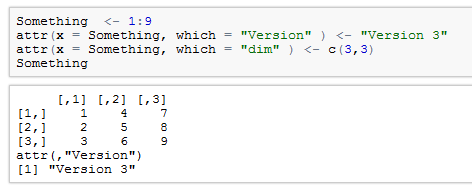 Something  <- 1:9
attr(x = Something, which = "Version" ) <- "Version 3"
attr(x = Something, which = "dim" ) <- c(3,3)
Something
     [,1] [,2] [,3]
[1,]    1    4    7
[2,]    2    5    8
[3,]    3    6    9
attr(,"Version")
[1] "Version 3"